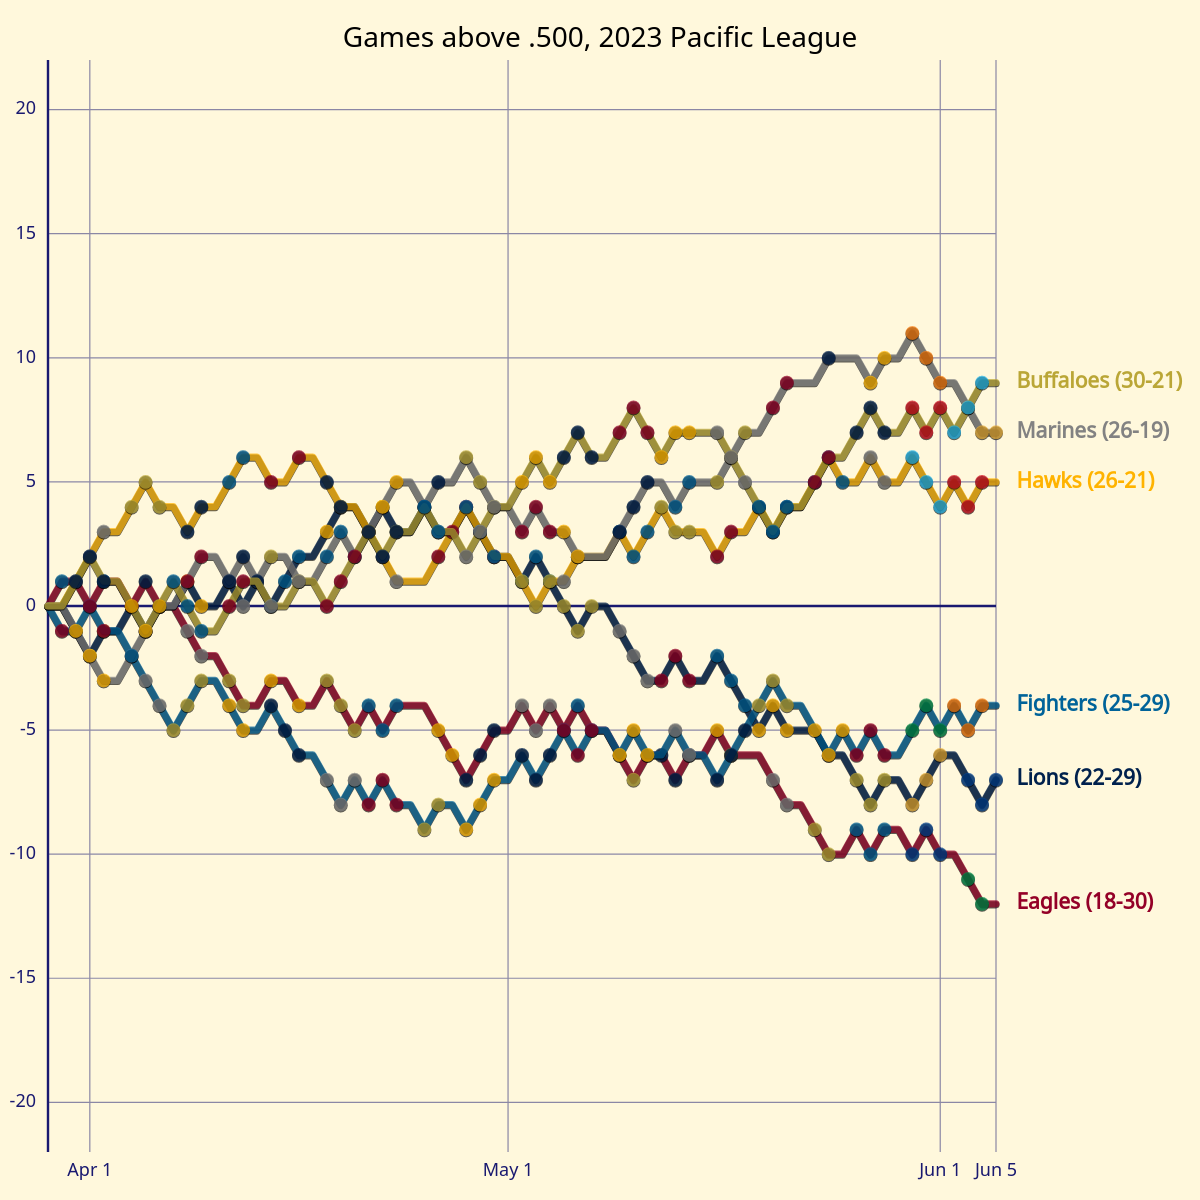 Games above .500, 2023 Pacific League
20
15
10
5
0
-5
-10
-15
-20
Buffaloes (30-21)
Marines (26-19)
Hawks (26-21)
Fighters (25-29)
Lions (22-29)
Eagles (18-30)
Apr 1
May 1
Jun 1
Jun 5